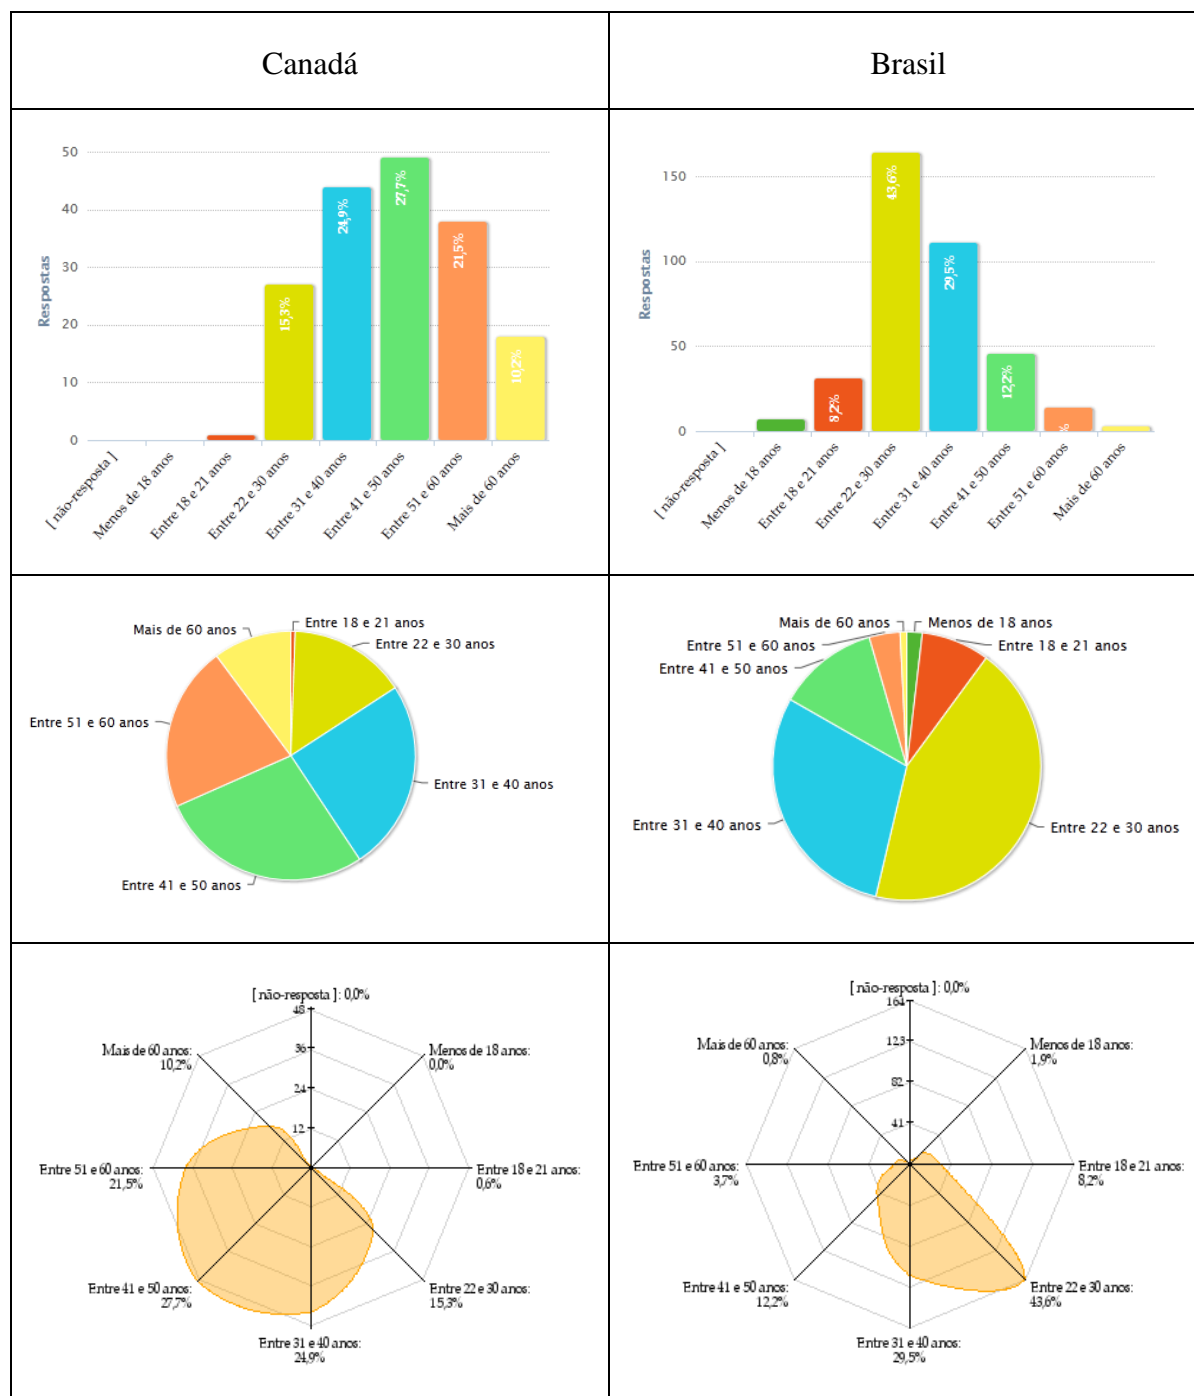 Canadá
Brasil
50
40
30
20
10
0
Respostas
15,3%
24,9%
27,7%
21,5%
10,2%
[ não-resposta ]
Menos de 18 anos
Entre 18 e 21 anos
Entre 22 e 30 anos
Entre 31 e 40 anos
Entre 41 e 50 anos
Entre 51 e 60 anos
Mais de 60 anos
150
100
50
0
Respostas
8,2%
43,6%
29,5%
12,2%
%
[ não-resposta ]
Menos de 18 anos
Entre 18 e 21 anos
Entre 22 e 30 anos
Entre 31 e 40 anos
Entre 41 e 50 anos
Entre 51 e 60 anos
Mais de 60 anos
Entre 18 e 21 anos
Mais de 60 anos
Entre 22 e 30 anos
Entre 51 e 60 anos
Entre 31 e 40 anos
Entre 41 e 50 anos
Mais de 60 anos
Menos de 18 anos
Entre 51 e 60 anos
Entre 18 e 21 anos
Entre 41 e 50 anos
Entre 31 e 40 anos
Entre 22 e 30 anos
[ não-resposta ]: 0,0%
48
36
24
12
Mais de 60 anos:
10,2%
Menos de 18 anos:
0,0%
Entre 51 e 60 anos:
21,5%
Entre 18 e 21 anos:
0,6%
Entre 41 e 50 anos:
27,7%
Entre 22 e 30 anos:
15,3%
Entre 31 e 40 anos:
24,9%
[ não-resposta ]: 0,0%
164
123
82
41
Mais de 60 anos:
0,8%
Menos de 18 anos:
1,9%
Entre 51 e 60 anos:
3,7%
Entre 18 e 21 anos:
8,2%
Entre 41 e 50 anos:
12,2%
Entre 22 e 30 anos:
43,6%
Entre 31 e 40 anos:
29,5%